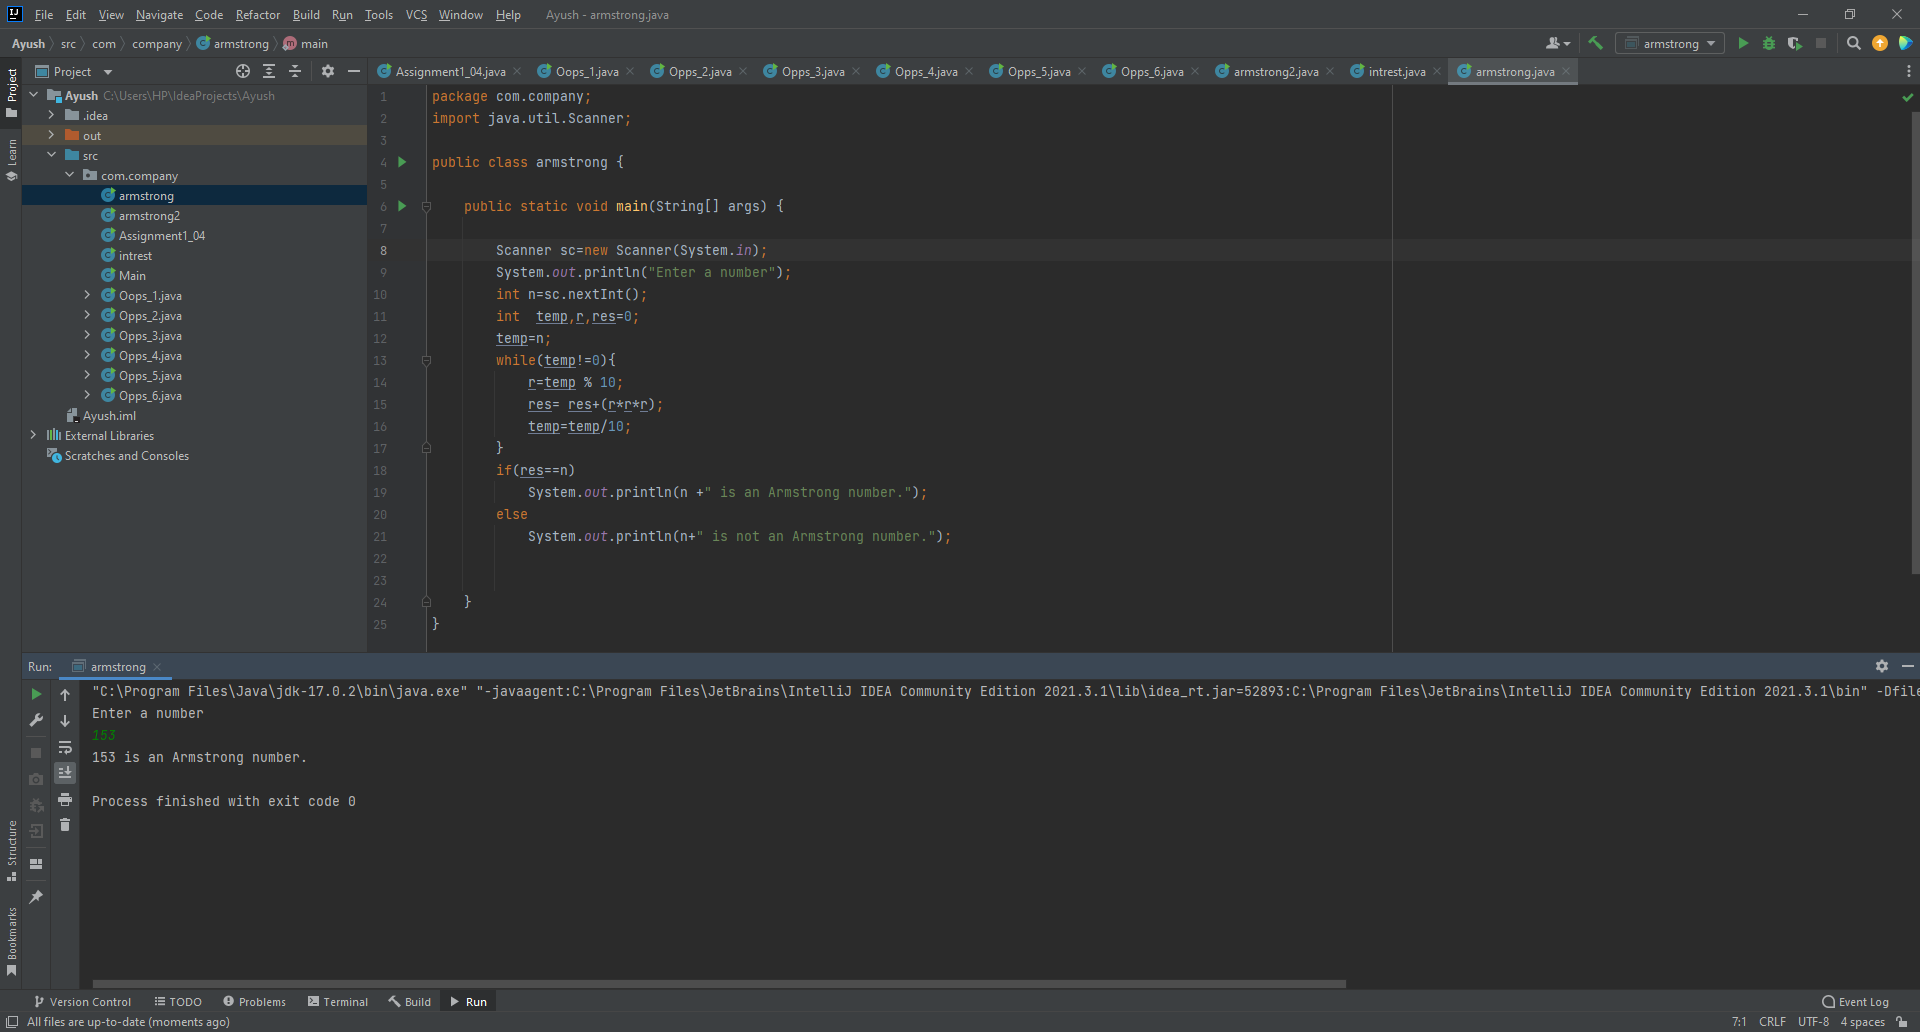 File Edit View Navigate Code Refactor Build Run Tools VCS Window Help Ayush - armstrong.java
Ayush src com company armstrong main armstrong
Project
Assignment1_04.java Oops_1.java Opps_2.java Opps_3.java Opps_4.java Opps_5.java Opps_6.java armstrong2.java intrest.java armstrong.java
Project
Learn
Structure
Bookmarks
Ayush C:\Users\HP\IdeaProjects\Ayush
.idea
out
src
com.company
armstrong
armstrong2
Assignment1_04
intrest
Main
Oops_1.java
Opps_2.java
Opps_3.java
Opps_4.java
Opps_5.java
Opps_6.java
Ayush.iml
External Libraries
Scratches and Consoles
1 package com.company;
2 import java.util.Scanner;
3
4 public class armstrong {
5
6 public static void main(String[] args) {
7
8 Scanner sc=new Scanner(System.in);
9 System.out.println("Enter a number");
10 int n=sc.nextInt();
11 int  temp,r,res=0;
12 temp=n;
13 while(temp!=0){
14 r=temp % 10;
15 res= res+(r*r*r);
16 temp=temp/10;
17 }
18 if(res==n)
19 System.out.println(n +" is an Armstrong number.");
20 else
21 System.out.println(n+" is not an Armstrong number.");
22
23
24 }
25 }
Run: armstrong
"C:\Program Files\Java\jdk-17.0.2\bin\java.exe" "-javaagent:C:\Program Files\JetBrains\IntelliJ IDEA Community Edition 2021.3.1\lib\idea_rt.jar=52893:C:\Program Files\JetBrains\IntelliJ IDEA Community Edition 2021.3.1\bin" -Dfile
Enter a number
153
153 is an Armstrong number.
Process finished with exit code 0
Version Control TODO Problems Terminal Build Run Event Log
All files are up-to-date (moments ago) 7:1 CRLF UTF-8 4 spaces